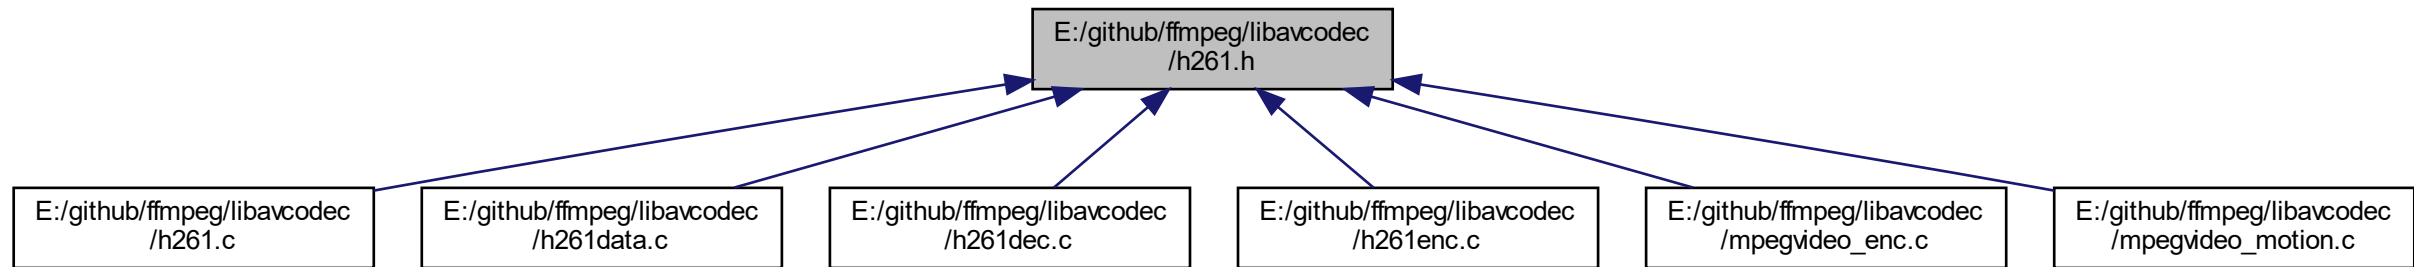 E:/github/ffmpeg/libavcodec
/h261.h
E:/github/ffmpeg/libavcodec
/h261.c
E:/github/ffmpeg/libavcodec
/h261data.c
E:/github/ffmpeg/libavcodec
/h261dec.c
E:/github/ffmpeg/libavcodec
/h261enc.c
E:/github/ffmpeg/libavcodec
/mpegvideo_enc.c
E:/github/ffmpeg/libavcodec
/mpegvideo_motion.c